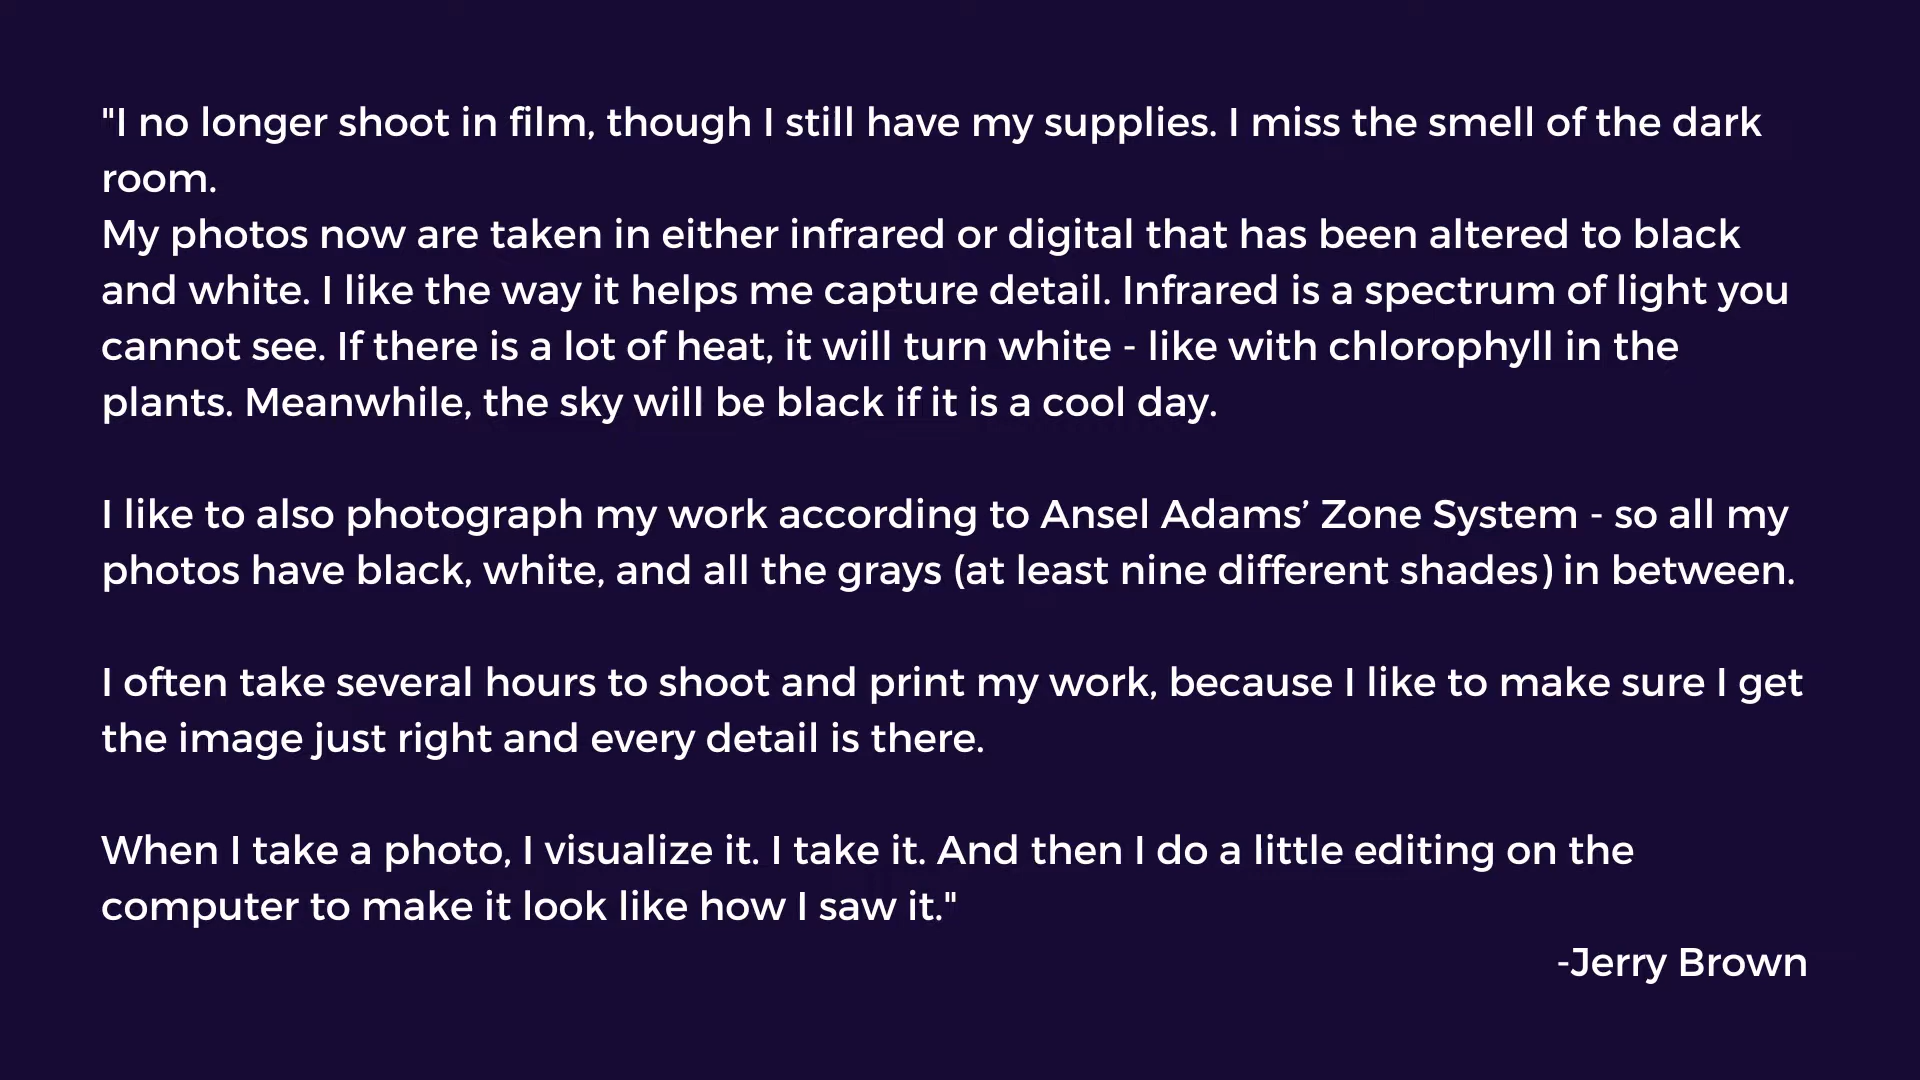 "I no longer shoot in film, though I still have my supplies. I miss the smell of the dark
room.
My photos now are taken in either infrared or digital that has been altered to black
and white. I like the way it helps me capture detail. Infrared is a spectrum of light you
cannot see. If there is a lot of heat, it will turn white - like with chlorophyll in the
plants. Meanwhile, the sky will be black if it is a cool day.
I like to also photograph my work according to Ansel Adams’ Zone System - so all my
photos have black, white, and all the grays (at least nine different shades) in between.
I often take several hours to shoot and print my work, because I like to make sure I get
the image just right and every detail is there.
When I take a photo, I visualize it. I take it. And then I do a little editing on the
computer to make it look like how I saw it."
-Jerry Brown